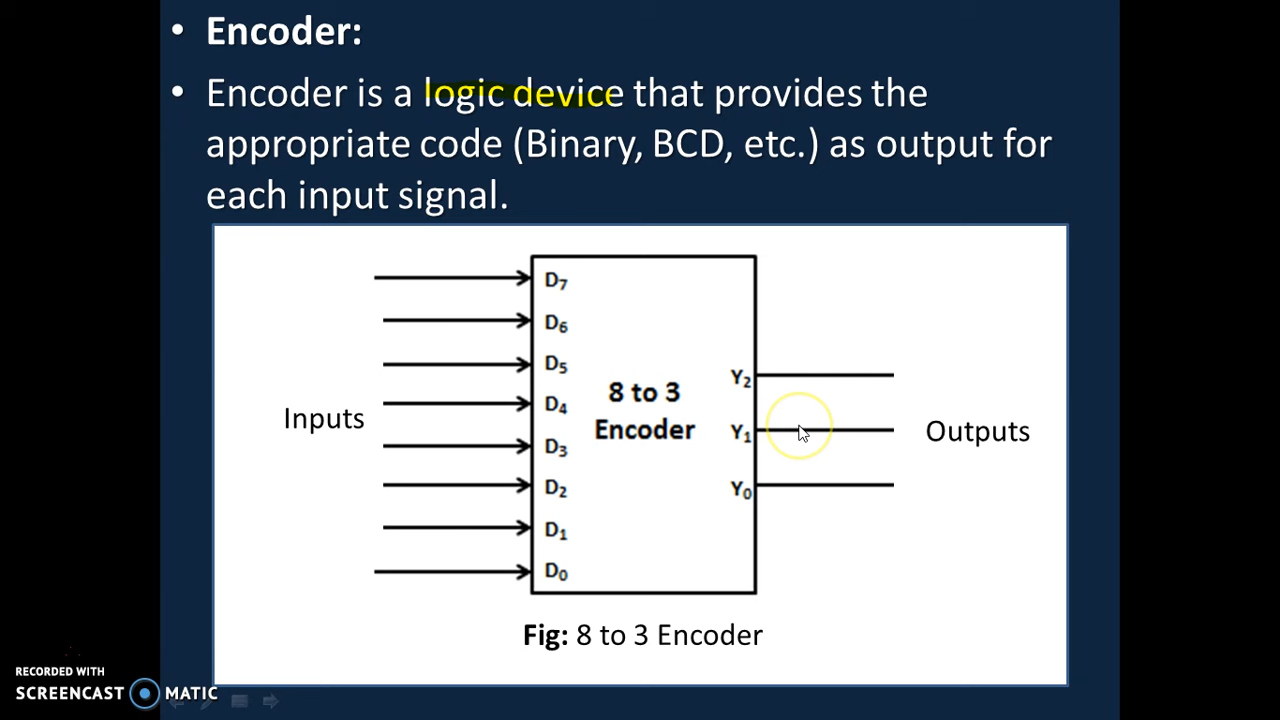 • Encoder:
• Encoder is a logic device that provides the
appropriate code (Binary, BCD, etc.) as output for
each input signal.
D₇
D₆
D₅
D₄
D₃
D₂
D₁
D₀
Inputs
8 to 3
Encoder
Y₂
Y₁
Y₀
Outputs
Fig: 8 to 3 Encoder
RECORDED WITH
SCREENCAST MATIC